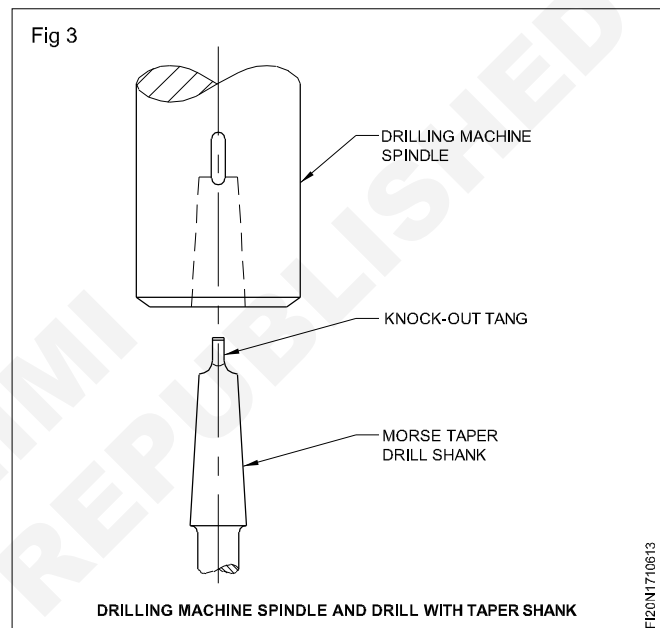 Fig 3
DRILLING MACHINE
SPINDLE
KNOCK-OUT TANG
MORSE TAPER
DRILL SHANK
DRILLING MACHINE SPINDLE AND DRILL WITH TAPER SHANK
FI20N1710613
IMI
REPUBLISHED